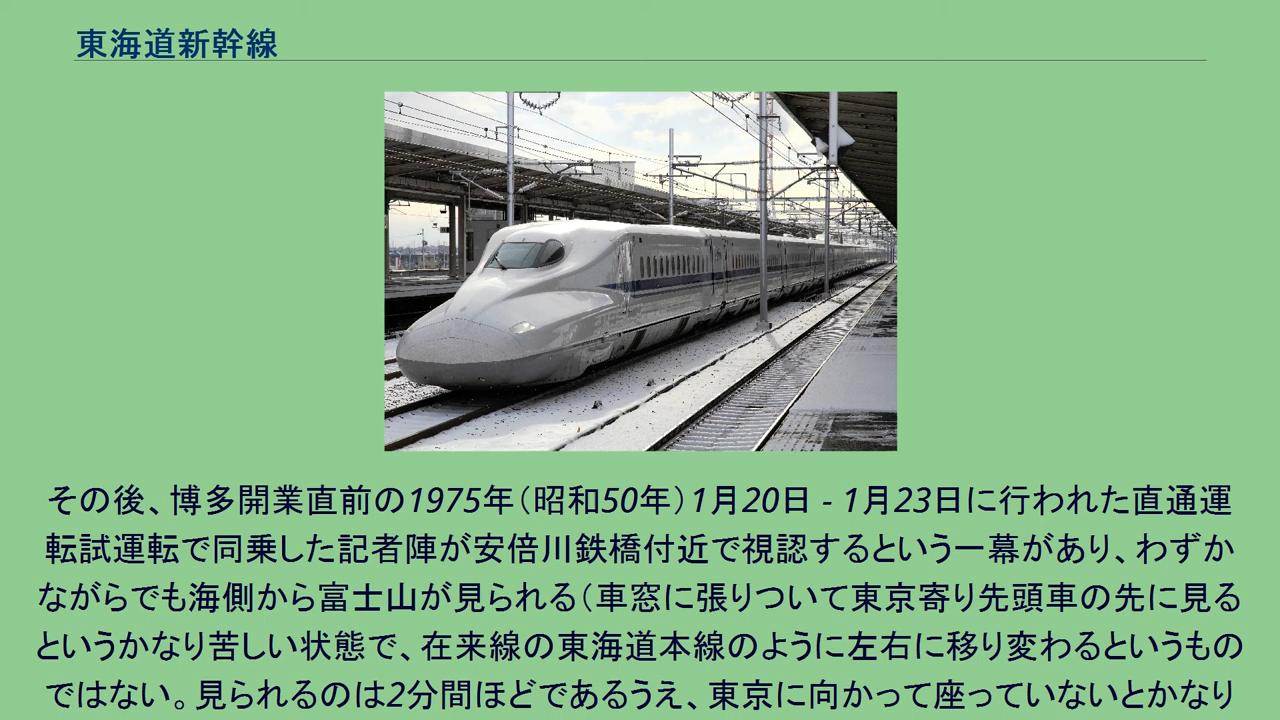 東海道新幹線
その後、博多開業直前の1975年（昭和50年）1月20日 - 1月23日に行われた直通運
転試運転で同乗した記者陣が安倍川鉄橋付近で視認するという一幕があり、わずか
ながらでも海側から富士山が見られる（車窓に張りついて東京寄り先頭車の先に見る
というかなり苦しい状態で、在来線の東海道本線のように左右に移り変わるというもの
ではない。見られるのは2分間ほどであるうえ、東京に向かって座っていないとかなり